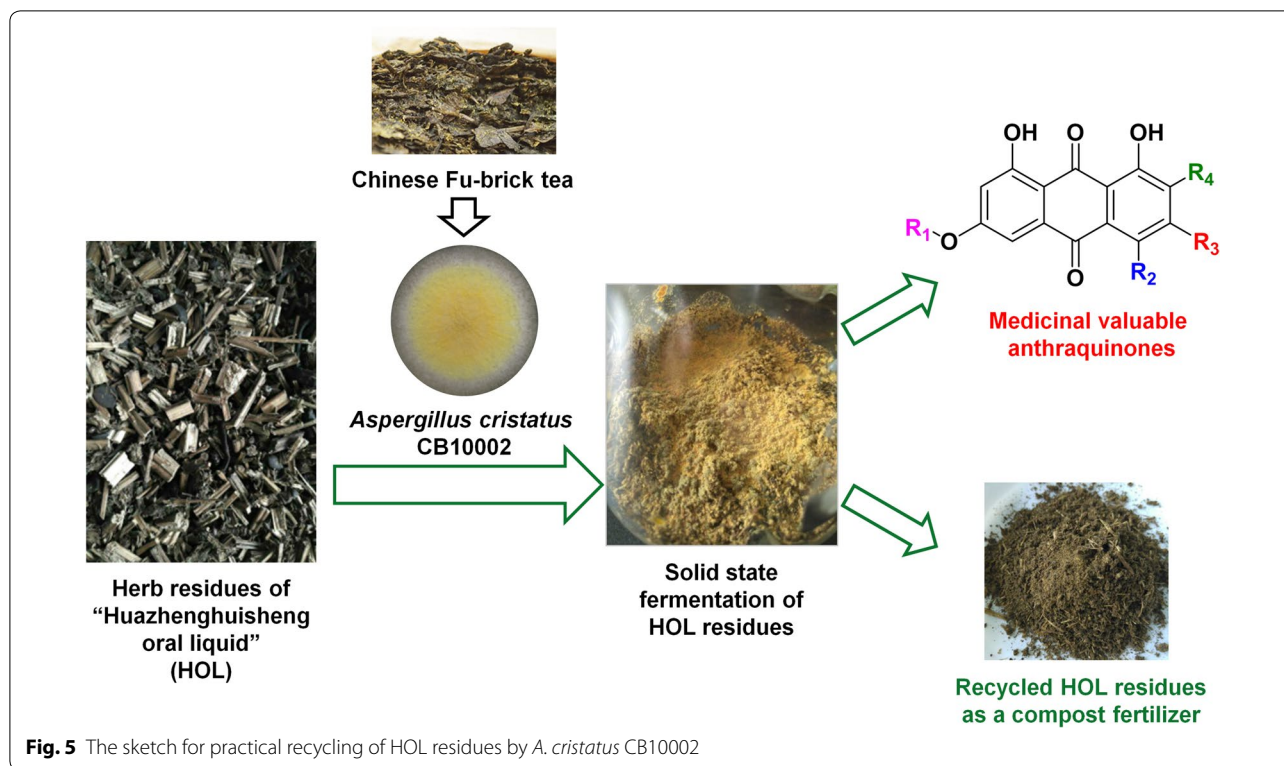 Chinese Fu-brick tea
Aspergillus cristatus
CB10002
Herb residues of
“Huazhenghuisheng
oral liquid”
(HOL)
Solid state
fermentation of
HOL residues
OH
O
OH
R4
R1
O
R3
R2
O
Medicinal valuable
anthraquinones
Recycled HOL residues
as a compost fertilizer
Fig. 5 The sketch for practical recycling of HOL residues by A. cristatus CB10002